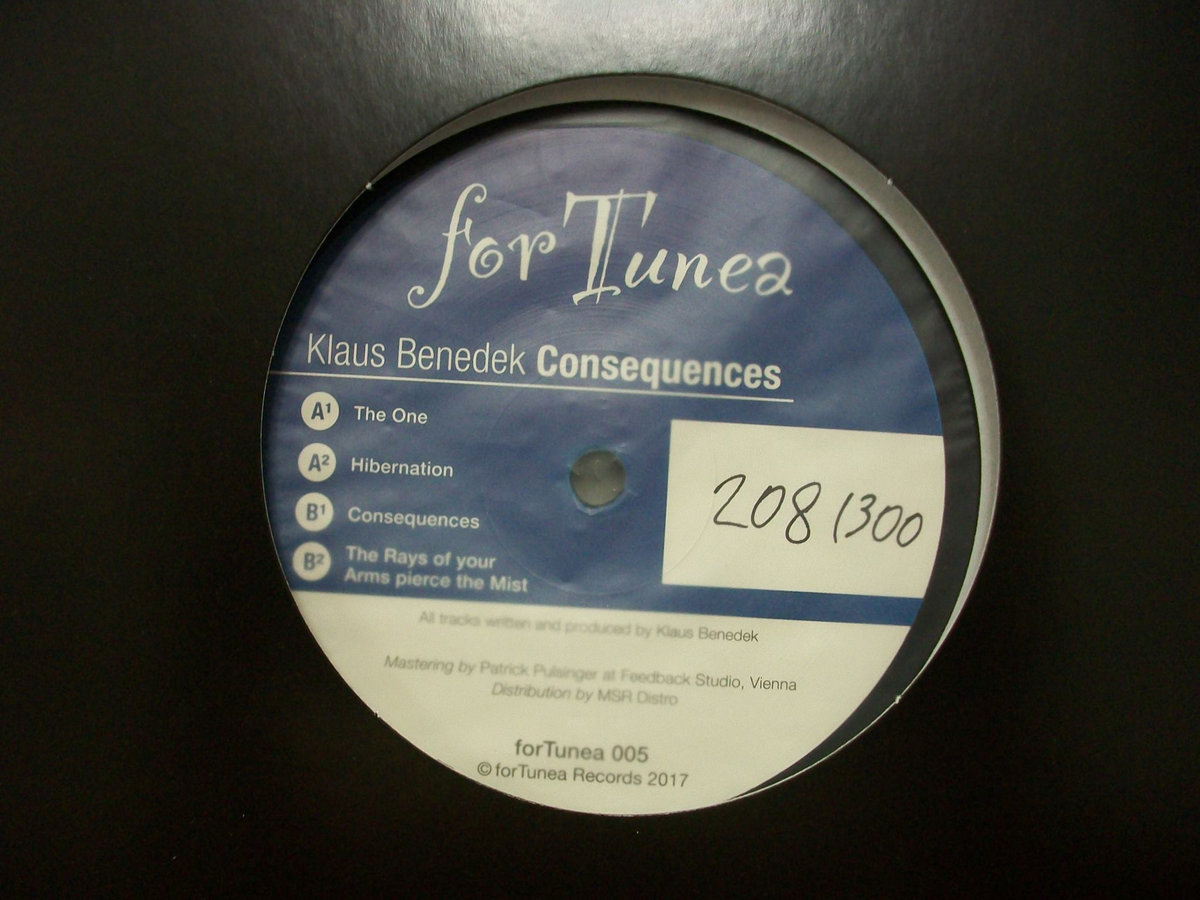 forTunea
Klaus Benedek Consequences
A1 The One
A2 Hibernation
B1 Consequences
B2 The Rays of your
Arms pierce the Mist
208/300
All tracks written and produced by Klaus Benedek
Mastering by Patrick Pulsinger at Feedback Studio, Vienna
Distribution by MSR Distro
forTunea 005
© forTunea Records 2017